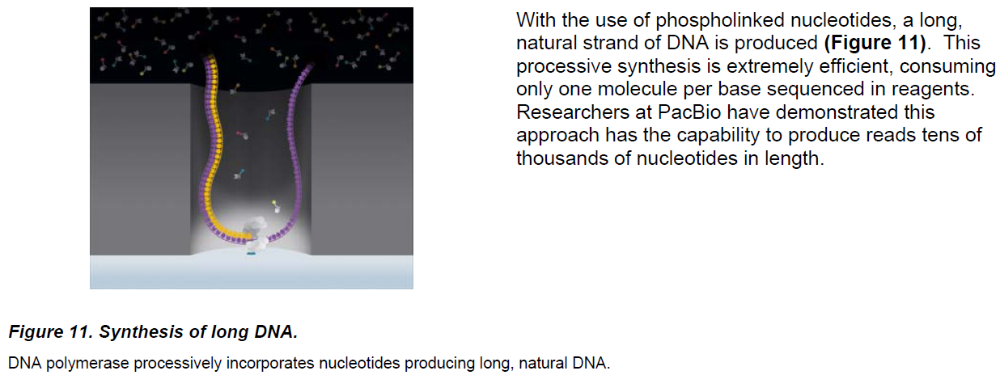 With the use of phospholinked nucleotides, a long,
natural strand of DNA is produced (Figure 11).  This
processive synthesis is extremely efficient, consuming
only one molecule per base sequenced in reagents.
Researchers at PacBio have demonstrated this
approach has the capability to produce reads tens of
thousands of nucleotides in length.
Figure 11. Synthesis of long DNA.
DNA polymerase processively incorporates nucleotides producing long, natural DNA.